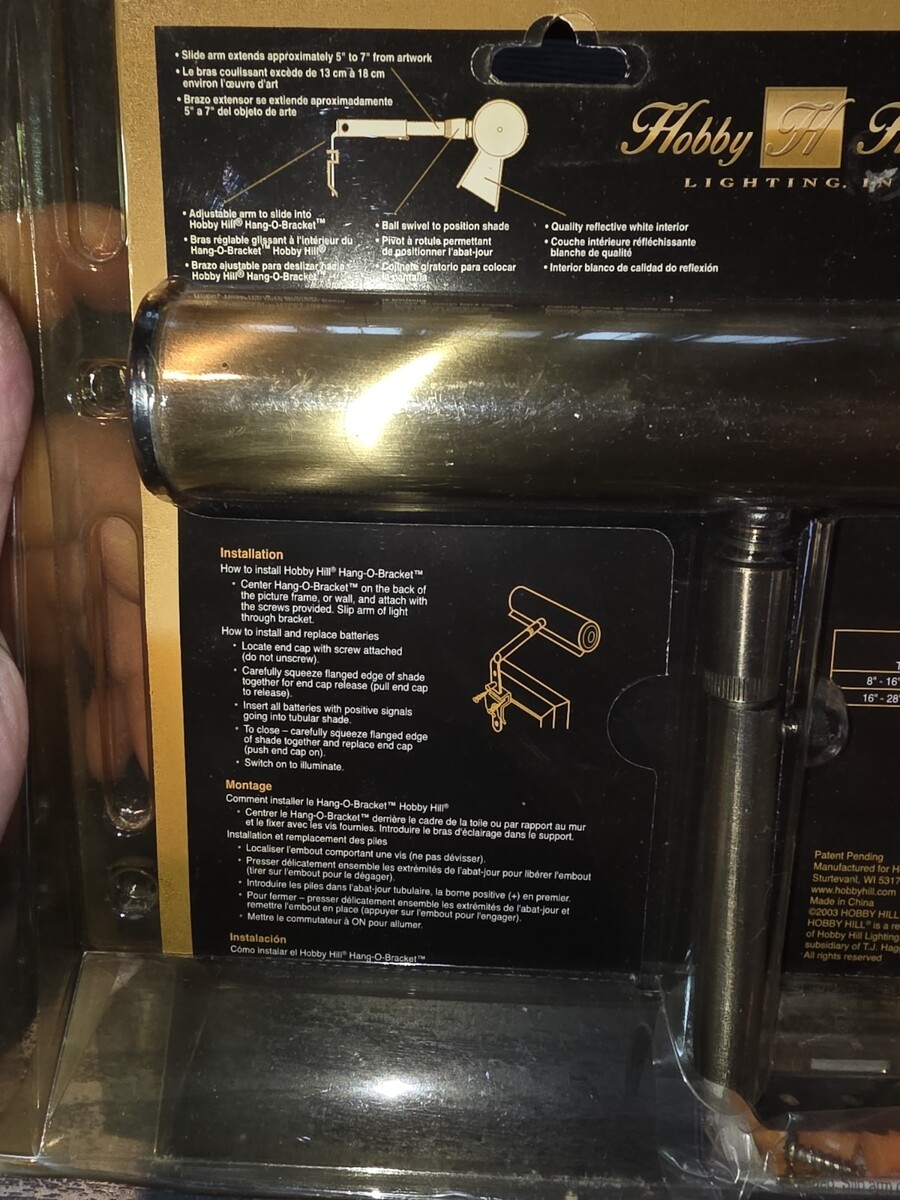 • Slide arm extends approximately 5" to 7" from artwork
• Le bras coulissant excède de 13 cm à 18 cm
environ l'œuvre d'art
• Brazo extensor se extiende aproximadamente
5" a 7" del objeto de arte
Hobby H
LIGHTING, IN
• Adjustable arm to slide into
Hobby Hill® Hang-O-Bracket™
• Bras réglable glissant à l'intérieur du
Hang-O-Bracket™ Hobby Hill®
• Brazo ajustable para deslizar hacia
Hobby Hill® Hang-O-Bracket™
• Ball swivel to position shade
• Pivot à rotule permettant
de positionner l'abat-jour
• Cojinete giratorio para colocar
la pantalla
• Quality reflective white interior
• Couche intérieure réfléchissante
blanche de qualité
• Interior blanco de calidad do reflexión
Installation
How to install Hobby Hill® Hang-O-Bracket™
• Center Hang-O-Bracket™ on the back of
the picture frame, or wall, and attach with
the screws provided. Slip arm of light
through bracket.
How to install and replace batteries
• Locate end cap with screw attached
(do not unscrew).
• Carefully squeeze flanged edge of shade
together for end cap release (pull end cap
to release).
• Insert all batteries with positive signals
going into tubular shade.
• To close – carefully squeeze flanged edge
of shade together and replace end cap
(push end cap on).
• Switch on to illuminate.
Montage
Comment installer le Hang-O-Bracket™ Hobby Hill®
• Centrer le Hang-O-Bracket™ derrière le cadre de la toile ou par rapport au mur
et le fixer avec les vis fournies. Introduire le bras d'éclairage dans le support.
Installation et remplacement des piles
• Localiser l'embout comportant une vis (ne pas dévisser).
• Presser délicatement ensemble les extrémités de l'abat-jour pour libérer l'embout
(tirer sur l'embout pour le dégager).
• Introduire les piles dans l'abat-jour tubulaire, la borne positive (+) en premier.
• Pour fermer – presser délicatement ensemble les extrémités de l'abat-jour et
remettre l'embout en place (appuyer sur l'embout pour l'engager).
• Mettre le commutateur à ON pour allumer.
Instalación
Cómo instalar el Hobby Hill® Hang-O-Bracket™
T
8" - 16"
16" - 28"
Patent Pending
Manufactured for H
Sturtevant, WI 5317
www.hobbyhill.com
Made in China
©2003 HOBBY HILL
HOBBY HILL® is a re
of Hobby Hill Lighting
subsidiary of T.J. Hag
All rights reserved